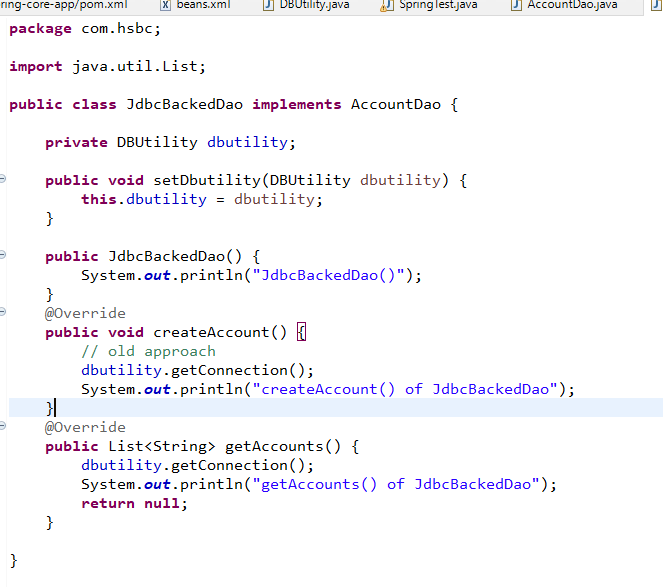 ring-core-app/pom.xml beans.xml DBUtility.java SpringTest.java AccountDao.java
package com.hsbc;
import java.util.List;
public class JdbcBackedDao implements AccountDao {
private DBUtility dbutility;
public void setDbutility(DBUtility dbutility) {
this.dbutility = dbutility;
}
public JdbcBackedDao() {
System.out.println("JdbcBackedDao()");
}
@Override
public void createAccount() {
// old approach
dbutility.getConnection();
System.out.println("createAccount() of JdbcBackedDao");
}
@Override
public List<String> getAccounts() {
dbutility.getConnection();
System.out.println("getAccounts() of JdbcBackedDao");
return null;
}
}